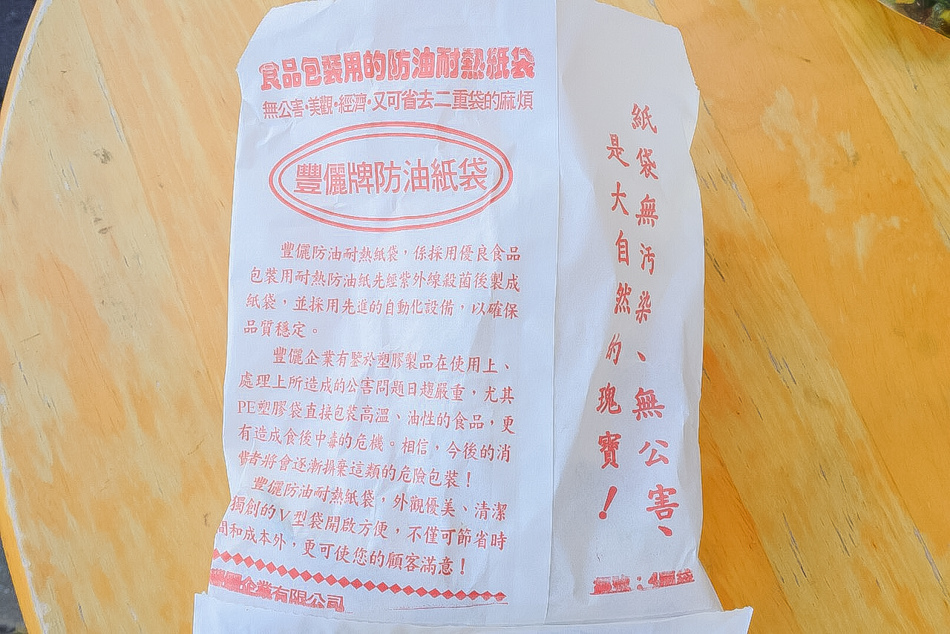 食品包裝用的防油耐熱紙袋
無公害・美觀・經濟・又可省去二重袋的麻煩
豐儷牌防油紙袋
豐儷防油耐熱紙袋，係採用優良食品
包裝用耐熱防油紙先經紫外線殺菌後製成
紙袋，並採用先進的自動化設備，以確保
品質穩定。
豐儷企業有鑒於塑膠製品在使用上、
處理上所造成的公害問題日趨嚴重，尤其
PE塑膠袋直接包裝高溫、油性的食品，更
有造成食後中毒的危機。相信，今後的消
費者將會逐漸摒棄這類的危險包裝！
豐儷防油耐熱紙袋，外觀優美、清潔
獨創的V型袋開啟方便，不僅可節省時
間和成本外，更可使您的顧客滿意！
豐儷企業有限公司
紙袋無污染、無公害、
是大自然的瑰寶！